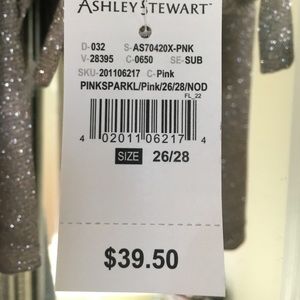 ASHLEY STEWART
D-032 S-AS70420X-PNK
V-28395 C-0650 SE-SUB
SKU-201106217 C-Pink
PINKSPARKL/Pink/26/28/NOD
FL_22
4 02011 06217 4
SIZE 26/28
$39.50